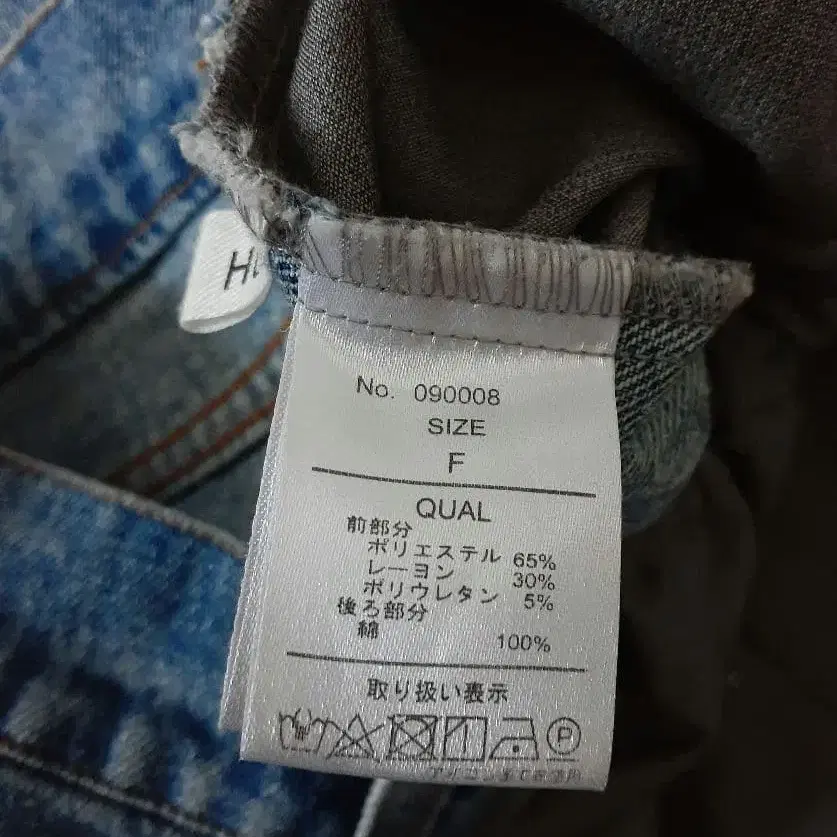 No. 090008
SIZE
F
QUAL
前部分
ポリエステル 65%
レーヨン 30%
ポリウレタン 5%
後ろ部分
綿 100%
取り扱い表示
P